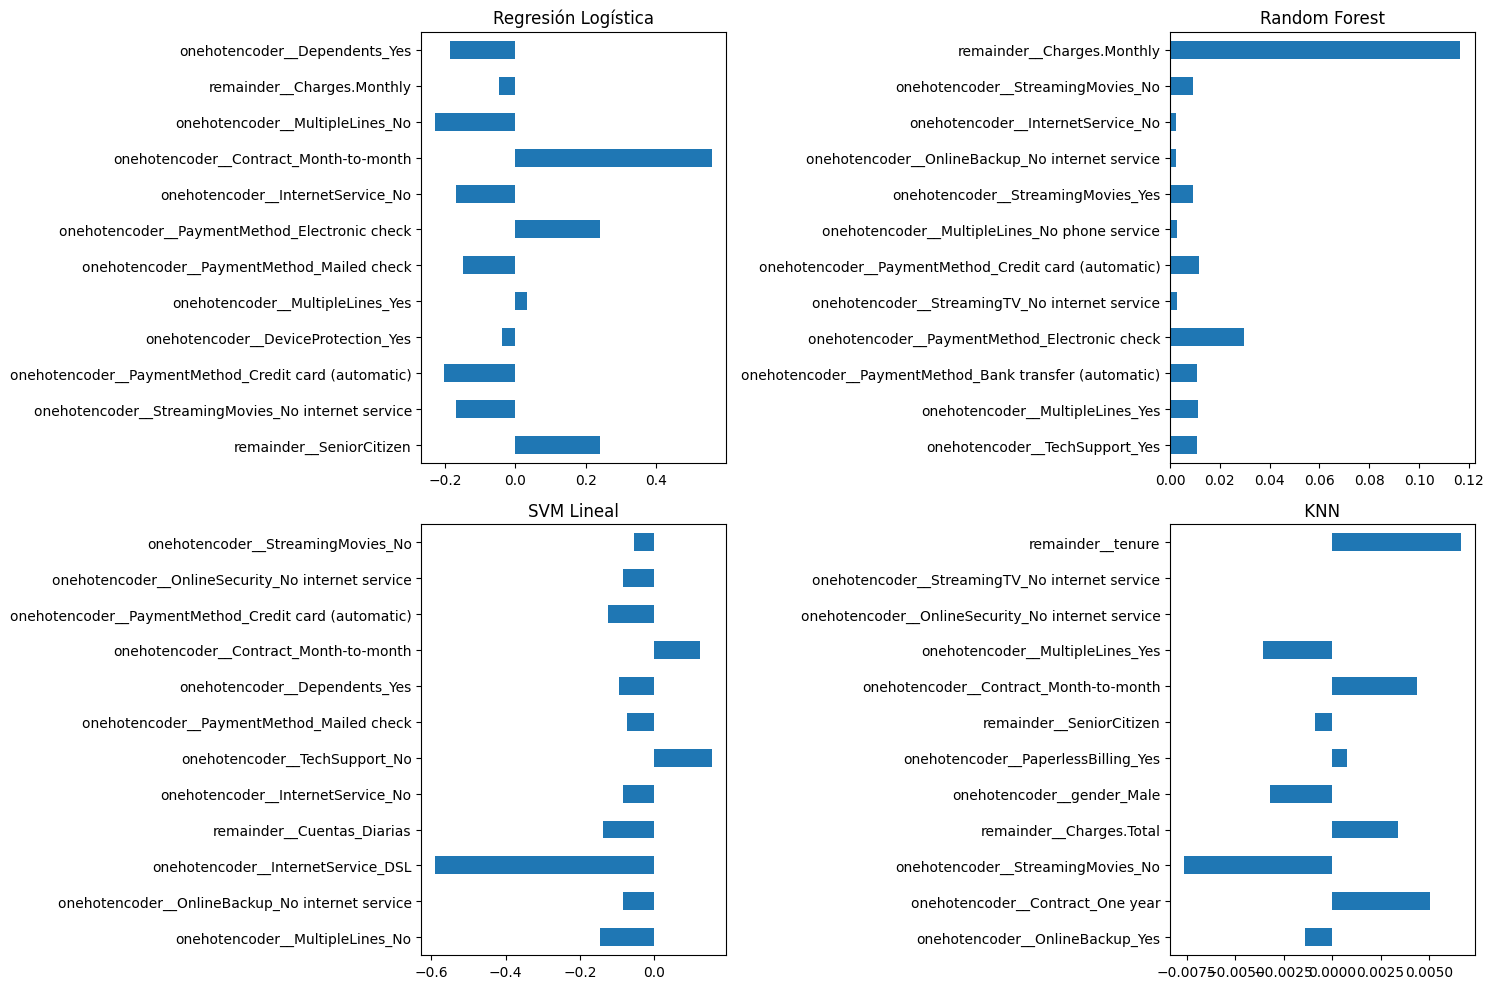 Regresión Logística
onehotencoder__Dependents_Yes
remainder__Charges.Monthly
onehotencoder__MultipleLines_No
onehotencoder__Contract_Month-to-month
onehotencoder__InternetService_No
onehotencoder__PaymentMethod_Electronic check
onehotencoder__PaymentMethod_Mailed check
onehotencoder__MultipleLines_Yes
onehotencoder__DeviceProtection_Yes
onehotencoder__PaymentMethod_Credit card (automatic)
onehotencoder__StreamingMovies_No internet service
remainder__SeniorCitizen
−0.2 0.0 0.2 0.4
Random Forest
remainder__Charges.Monthly
onehotencoder__StreamingMovies_No
onehotencoder__InternetService_No
onehotencoder__OnlineBackup_No internet service
onehotencoder__StreamingMovies_Yes
onehotencoder__MultipleLines_No phone service
onehotencoder__PaymentMethod_Credit card (automatic)
onehotencoder__StreamingTV_No internet service
onehotencoder__PaymentMethod_Electronic check
onehotencoder__PaymentMethod_Bank transfer (automatic)
onehotencoder__MultipleLines_Yes
onehotencoder__TechSupport_Yes
0.00 0.02 0.04 0.06 0.08 0.10 0.12
SVM Lineal
onehotencoder__StreamingMovies_No
onehotencoder__OnlineSecurity_No internet service
onehotencoder__PaymentMethod_Credit card (automatic)
onehotencoder__Contract_Month-to-month
onehotencoder__Dependents_Yes
onehotencoder__PaymentMethod_Mailed check
onehotencoder__TechSupport_No
onehotencoder__InternetService_No
remainder__Cuentas_Diarias
onehotencoder__InternetService_DSL
onehotencoder__OnlineBackup_No internet service
onehotencoder__MultipleLines_No
−0.6 −0.4 −0.2 0.0
KNN
remainder__tenure
onehotencoder__StreamingTV_No internet service
onehotencoder__OnlineSecurity_No internet service
onehotencoder__MultipleLines_Yes
onehotencoder__Contract_Month-to-month
remainder__SeniorCitizen
onehotencoder__PaperlessBilling_Yes
onehotencoder__gender_Male
remainder__Charges.Total
onehotencoder__StreamingMovies_No
onehotencoder__Contract_One year
onehotencoder__OnlineBackup_Yes
−0.0075 −0.0050 −0.0025 0.0000 0.0025 0.0050